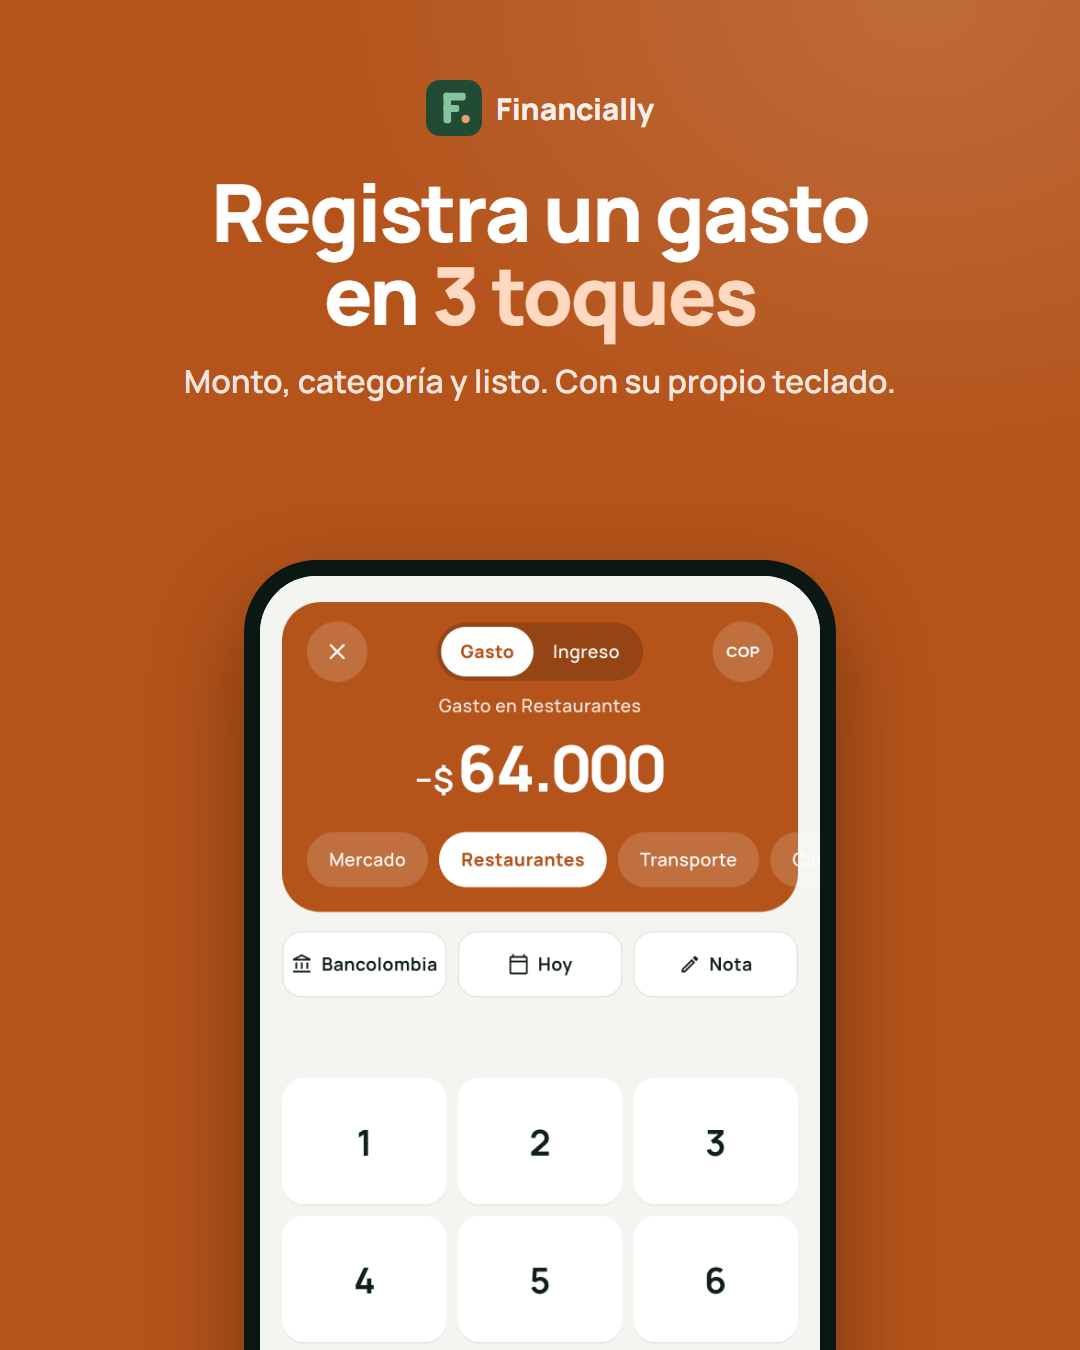 F.
Financially
Registra un gasto
en 3 toques
Monto, categoría y listo. Con su propio teclado.
Gasto Ingreso COP
Gasto en Restaurantes
–$64.000
Mercado Restaurantes Transporte
Bancolombia Hoy Nota
1 2 3
4 5 6